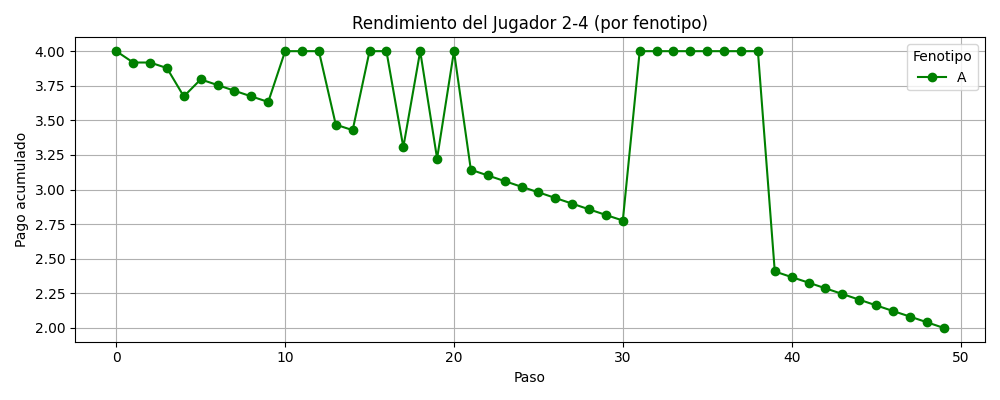 Rendimiento del Jugador 2-4 (por fenotipo)
Pago acumulado
4.00
3.75
3.50
3.25
3.00
2.75
2.50
2.25
2.00
0 10 20 30 40 50
Paso
Fenotipo
A